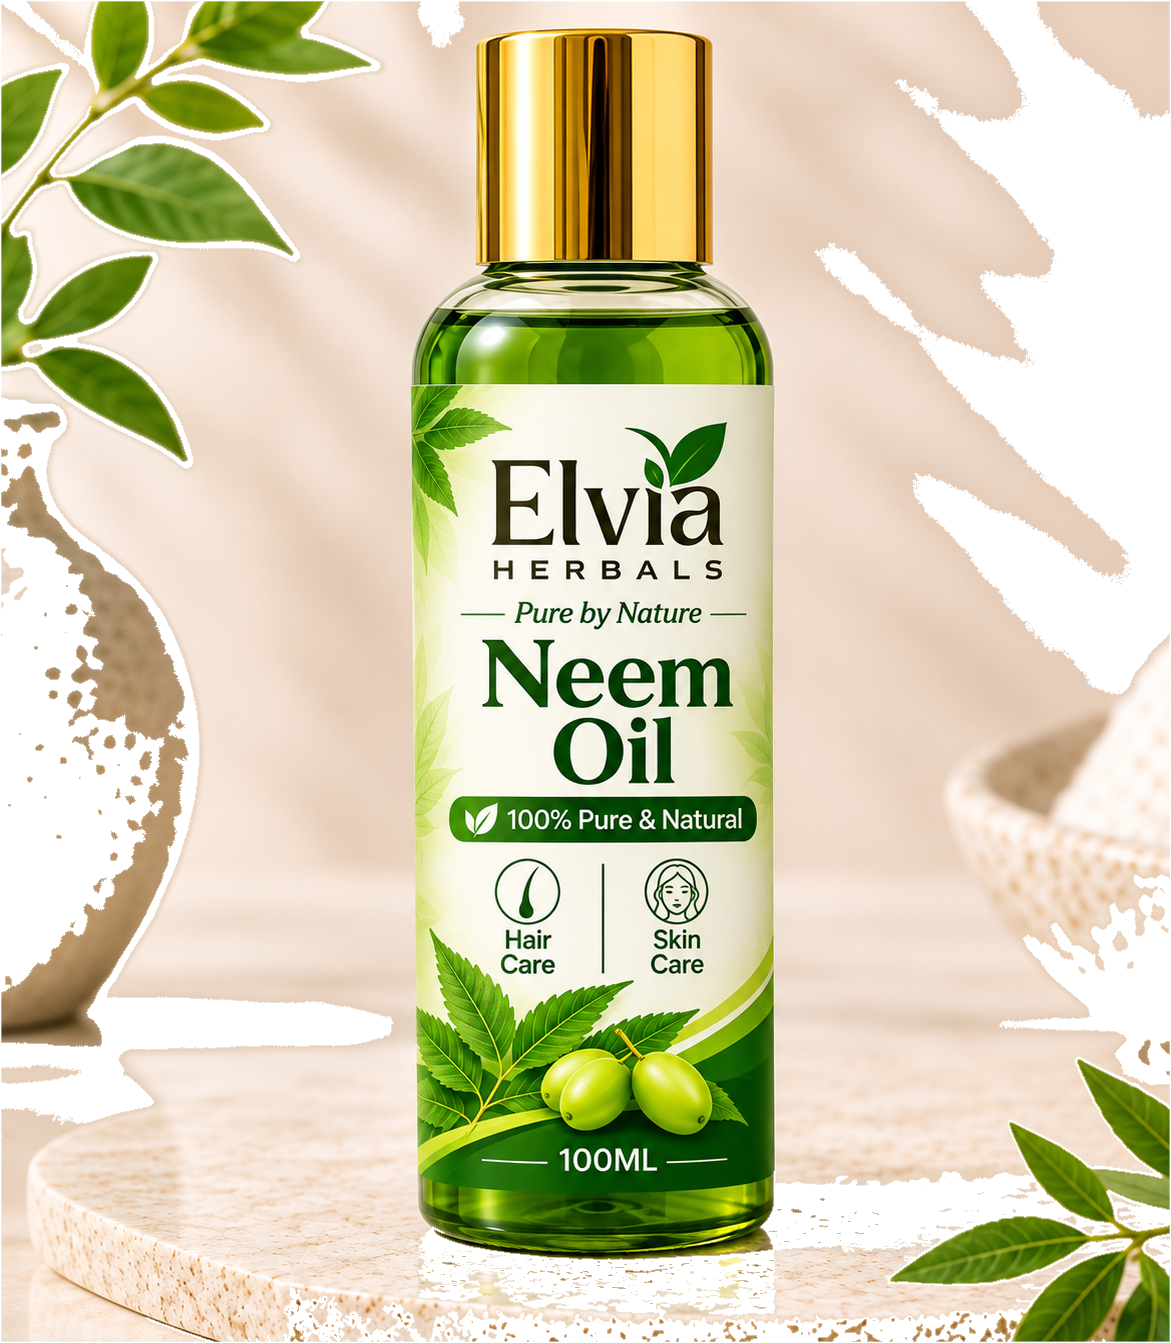 Elvia
HERBALS
Pure by Nature
Neem
Oil
100% Pure & Natural
Hair
Care
Skin
Care
100ML